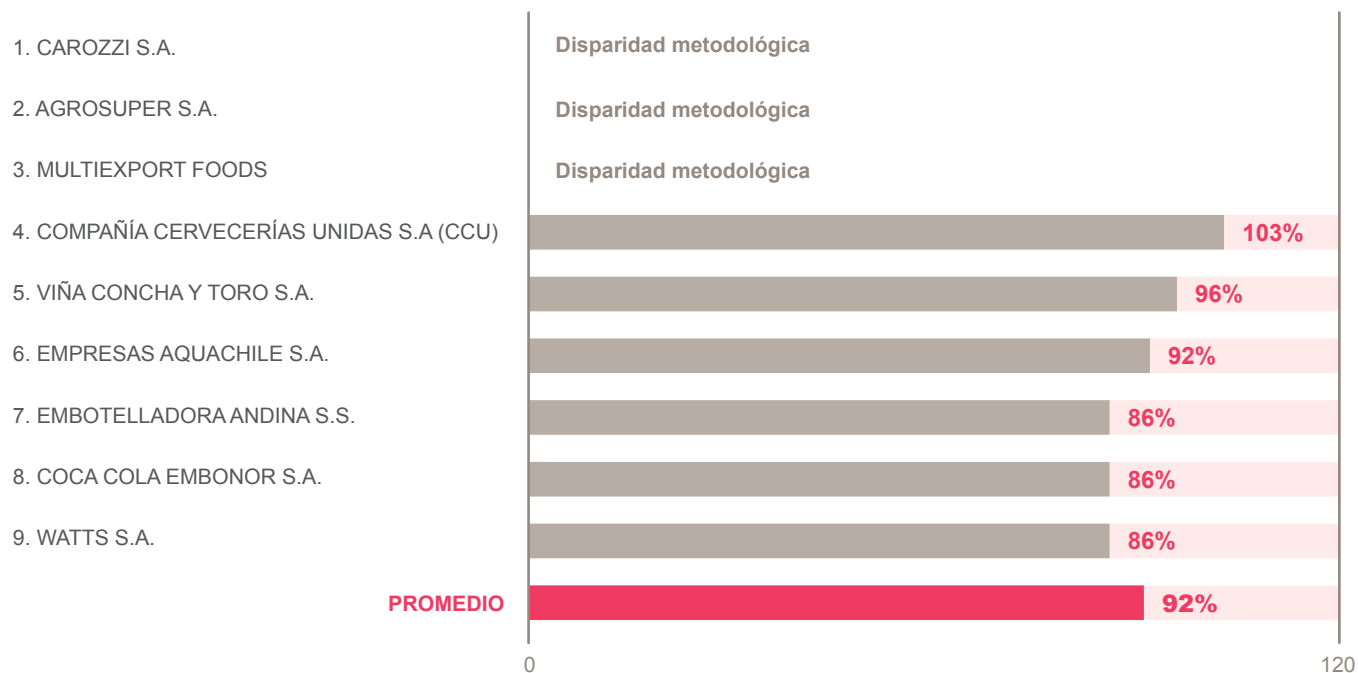 1. CAROZZI S.A. Disparidad metodológica
2. AGROSUPER S.A. Disparidad metodológica
3. MULTIEXPORT FOODS Disparidad metodológica
4. COMPAÑÍA CERVECERÍAS UNIDAS S.A (CCU) 103%
5. VIÑA CONCHA Y TORO S.A. 96%
6. EMPRESAS AQUACHILE S.A. 92%
7. EMBOTELLADORA ANDINA S.S. 86%
8. COCA COLA EMBONOR S.A. 86%
9. WATTS S.A. 86%
PROMEDIO 92%
0 120